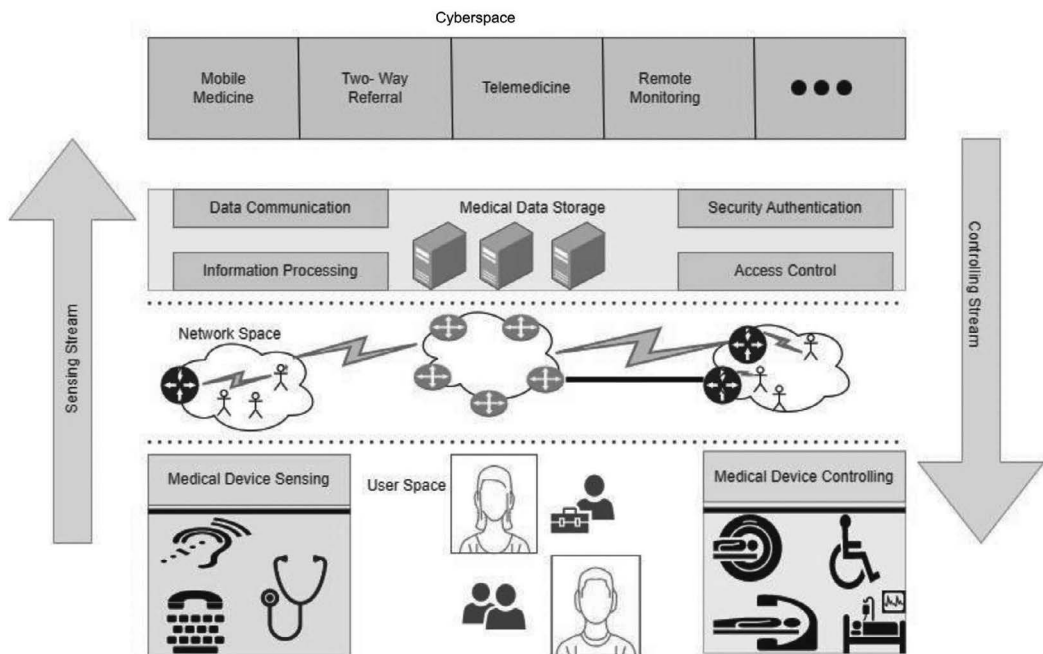 Cyberspace
Mobile
Medicine
Two- Way
Referral
Telemedicine
Remote
Monitoring
Data Communication
Medical Data Storage
Security Authentication
Information Processing
Access Control
Sensing Stream
Controlling Stream
Network Space
Medical Device Sensing
User Space
Medical Device Controlling